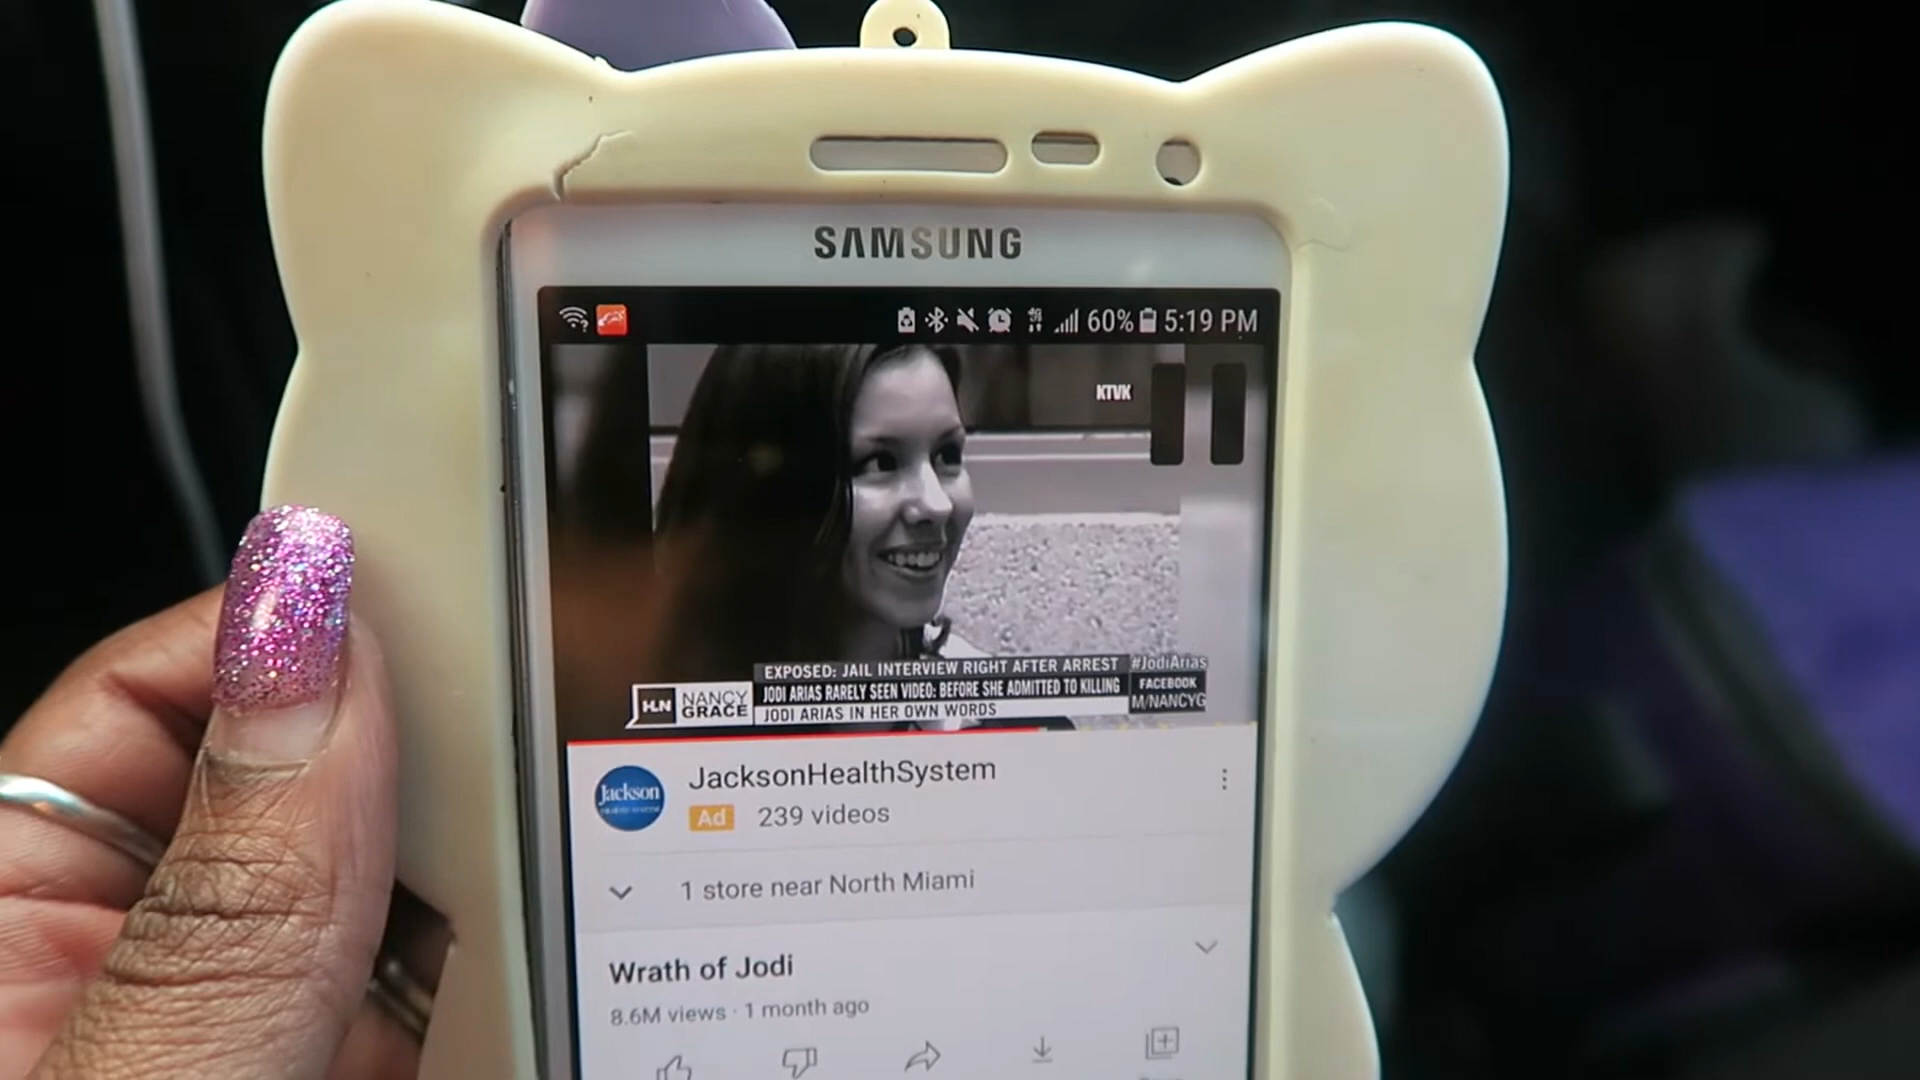 SAMSUNG
60% 5:19 PM
KTVK
EXPOSED: JAIL INTERVIEW RIGHT AFTER ARREST #JodiArias
HLN NANCY GRACE
JODI ARIAS RARELY SEEN VIDEO: BEFORE SHE ADMITTED TO KILLING
JODI ARIAS IN HER OWN WORDS
FACEBOOK
M/NANCYG
Jackson
JacksonHealthSystem
Ad 239 videos
1 store near North Miami
Wrath of Jodi
8.6M views · 1 month ago